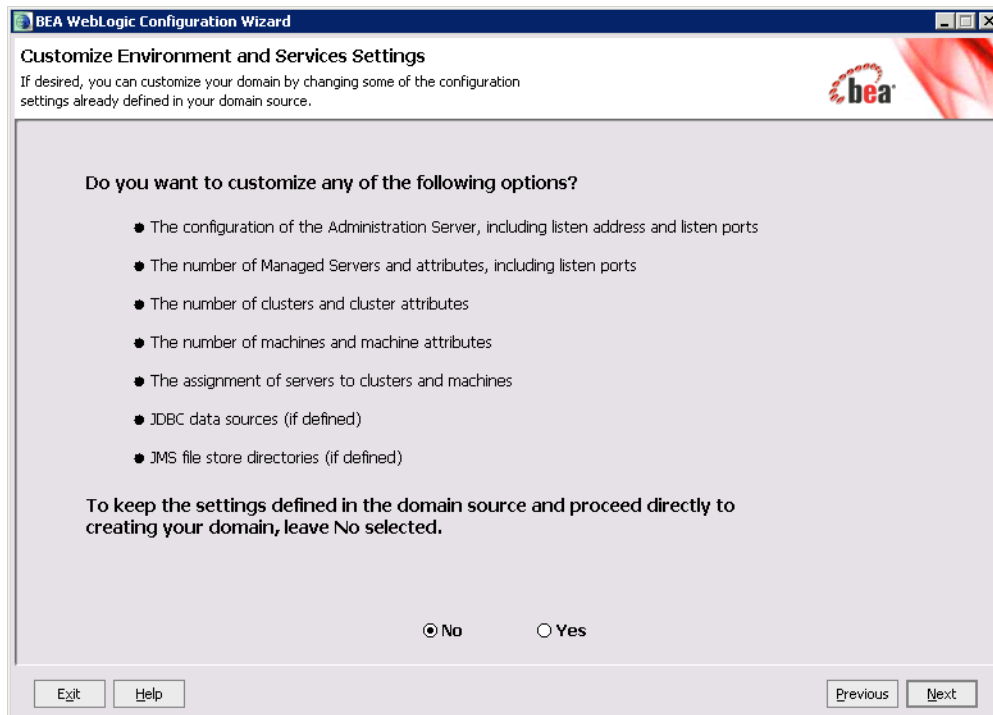 BEA WebLogic Configuration Wizard
Customize Environment and Services Settings
If desired, you can customize your domain by changing some of the configuration
settings already defined in your domain source.
bea
Do you want to customize any of the following options?
The configuration of the Administration Server, including listen address and listen ports
The number of Managed Servers and attributes, including listen ports
The number of clusters and cluster attributes
The number of machines and machine attributes
The assignment of servers to clusters and machines
JDBC data sources (if defined)
JMS file store directories (if defined)
To keep the settings defined in the domain source and proceed directly to
creating your domain, leave No selected.
No Yes
Exit Help Previous Next